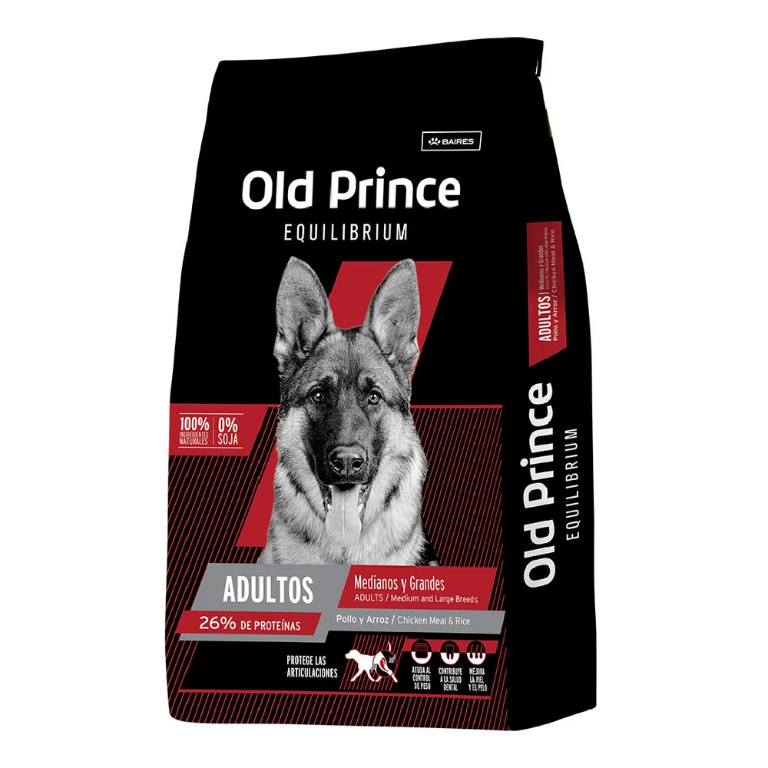 BAIRES
Old Prince
EQUILIBRIUM
100%
INGREDIENTES
NATURALES
0%
SOJA
ADULTOS
Medianos y Grandes
ADULTS / Medium and Large Breeds
26% DE PROTEÍNAS
Pollo y Arroz / Chicken Meal & Rice
PROTEGE LAS
ARTICULACIONES
AYUDA AL
CONTROL
DE PESO
CONTRIBUYE
A LA SALUD
DENTAL
MEJORA
LA PIEL
Y EL PELO
ADULTOS
Medianos y Grandes
Pollo y Arroz / Chicken Meal & Rice
Old Prince
EQUILIBRIUM